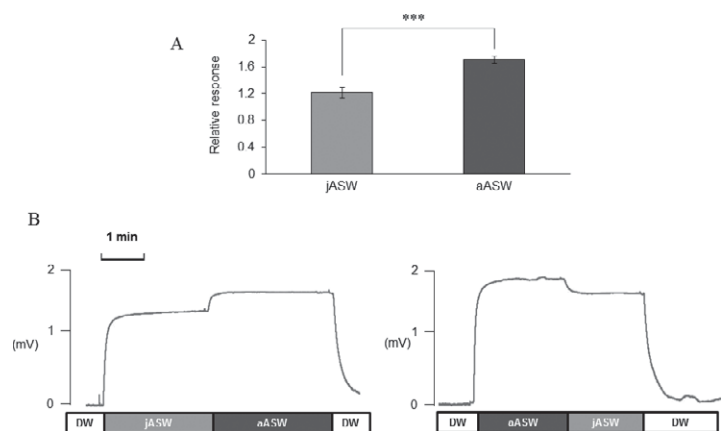 A
***
2
1.6
1.2
0.8
0.4
0
Relative response
jASW
aASW
B
1 min
2
1
0
(mV)
DW
jASW
aASW
DW
2
1
0
(mV)
DW
aASW
jASW
DW